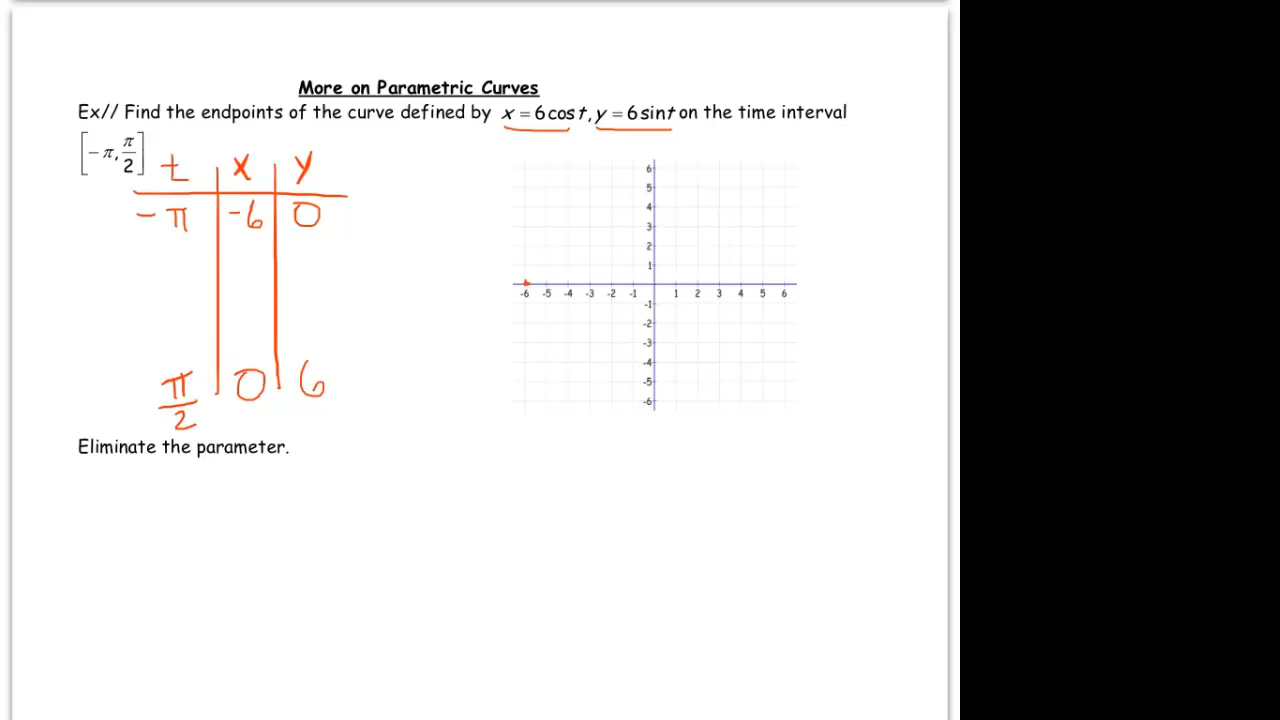 More on Parametric Curves
Ex// Find the endpoints of the curve defined by x = 6cos t, y = 6sin t on the time interval
[-π, π/2]
t x y
-π -6 0
π/2 0 6
6
5
4
3
2
1
-6 -5 -4 -3 -2 -1 1 2 3 4 5 6
-1
-2
-3
-4
-5
-6
Eliminate the parameter.